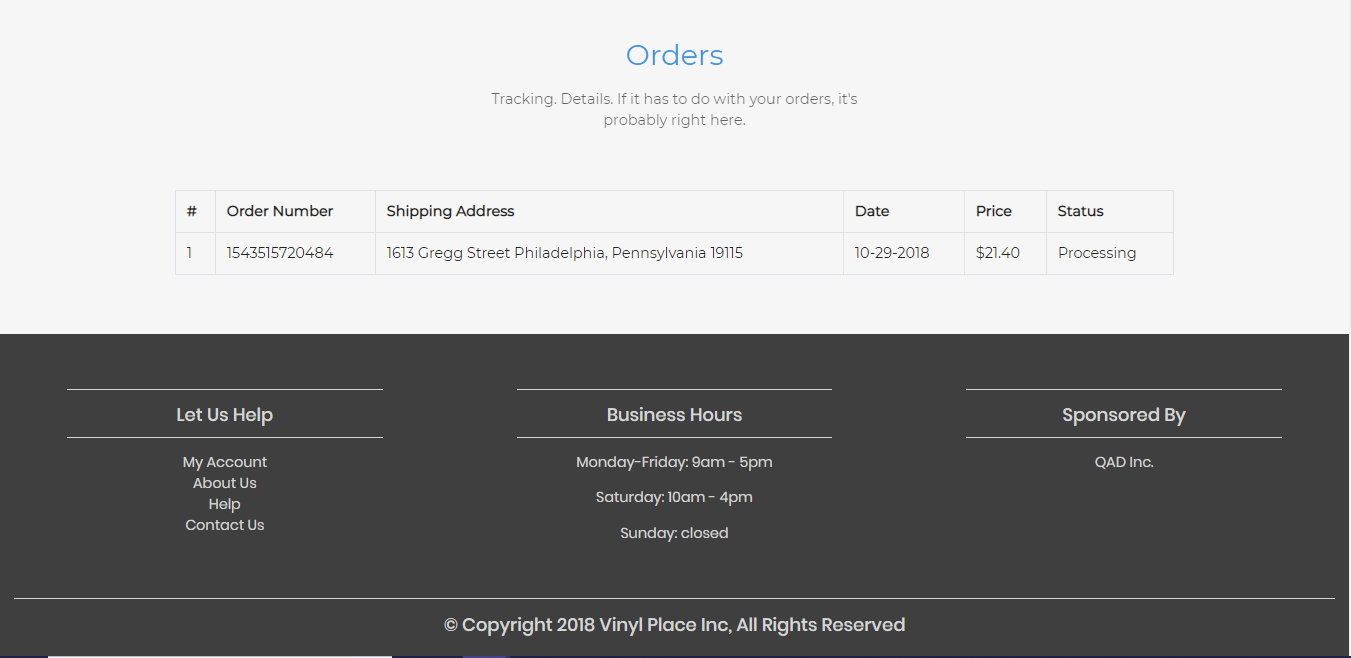 Orders
Tracking. Details. If it has to do with your orders, it's
probably right here.
# Order Number Shipping Address Date Price Status
1 1543515720484 1613 Gregg Street Philadelphia, Pennsylvania 19115 10-29-2018 $21.40 Processing
Let Us Help
My Account
About Us
Help
Contact Us
Business Hours
Monday-Friday: 9am - 5pm
Saturday: 10am - 4pm
Sunday: closed
Sponsored By
QAD Inc.
© Copyright 2018 Vinyl Place Inc, All Rights Reserved